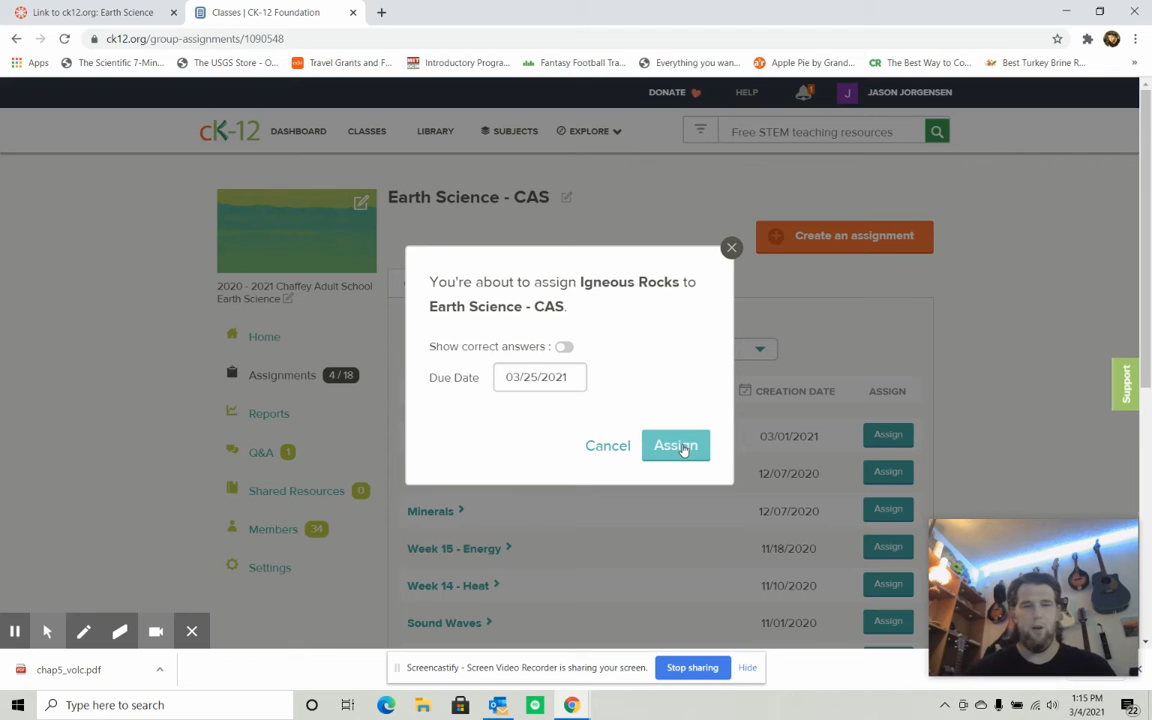 Link to ck12.org: Earth Science
Classes | CK-12 Foundation
ck12.org/group-assignments/1090548
Apps
The Scientific 7-Min...
The USGS Store - O...
Travel Grants and F...
Introductory Progra...
Fantasy Football Tra...
Everything you wan...
Apple Pie by Grand...
The Best Way to Co...
Best Turkey Brine R...
DONATE
HELP
1
J
JASON JORGENSEN
cK-12
DASHBOARD
CLASSES
LIBRARY
SUBJECTS
EXPLORE
Free STEM teaching resources
Earth Science - CAS
Create an assignment
2020 - 2021 Chaffey Adult School
Earth Science
Home
Assignments 4 / 18
Reports
Q&A 1
Shared Resources 0
Members 34
Settings
You're about to assign Igneous Rocks to
Earth Science - CAS.
Show correct answers :
Due Date 03/25/2021
Cancel
Assign
CREATION DATE
ASSIGN
03/01/2021 Assign
12/07/2020 Assign
Minerals 12/07/2020 Assign
Week 15 - Energy 11/18/2020 Assign
Week 14 - Heat 11/10/2020 Assign
Sound Waves 11/01/2020 Assign
Support
chap5_volc.pdf
Screencastify - Screen Video Recorder is sharing your screen.
Stop sharing
Hide
Type here to search
1:15 PM
3/4/2021
22